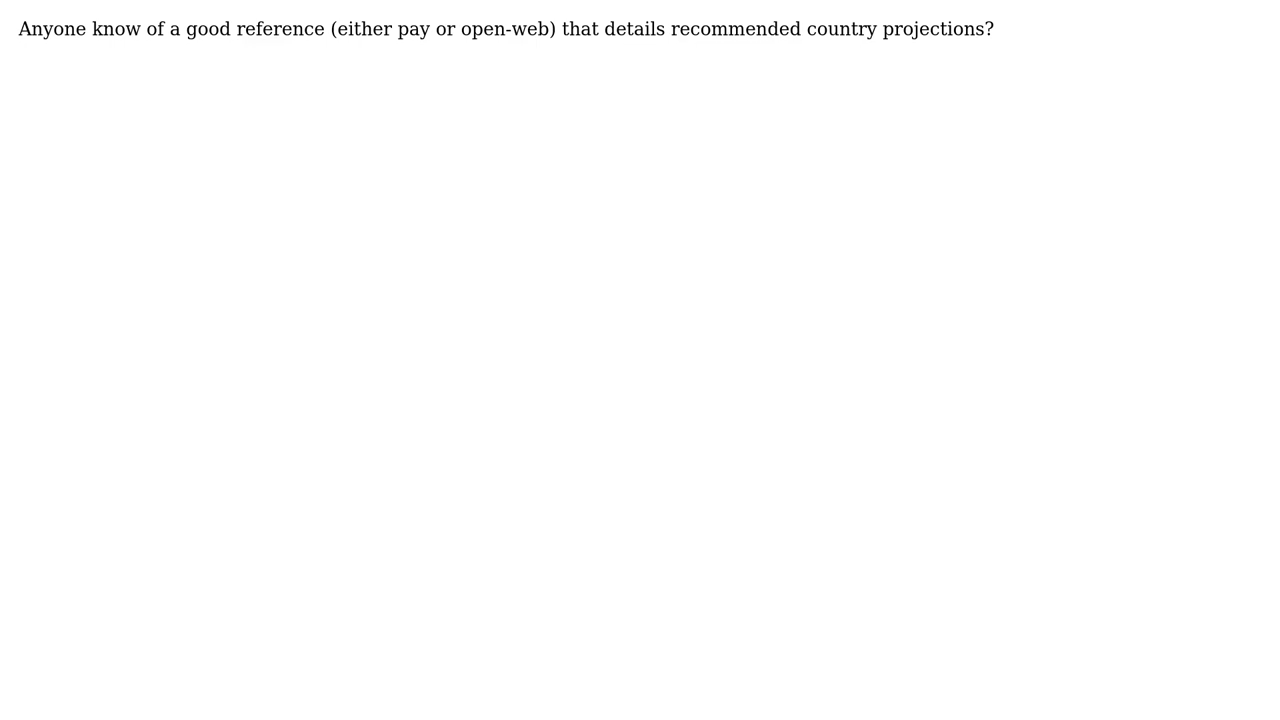 Anyone know of a good reference (either pay or open-web) that details recommended country projections?